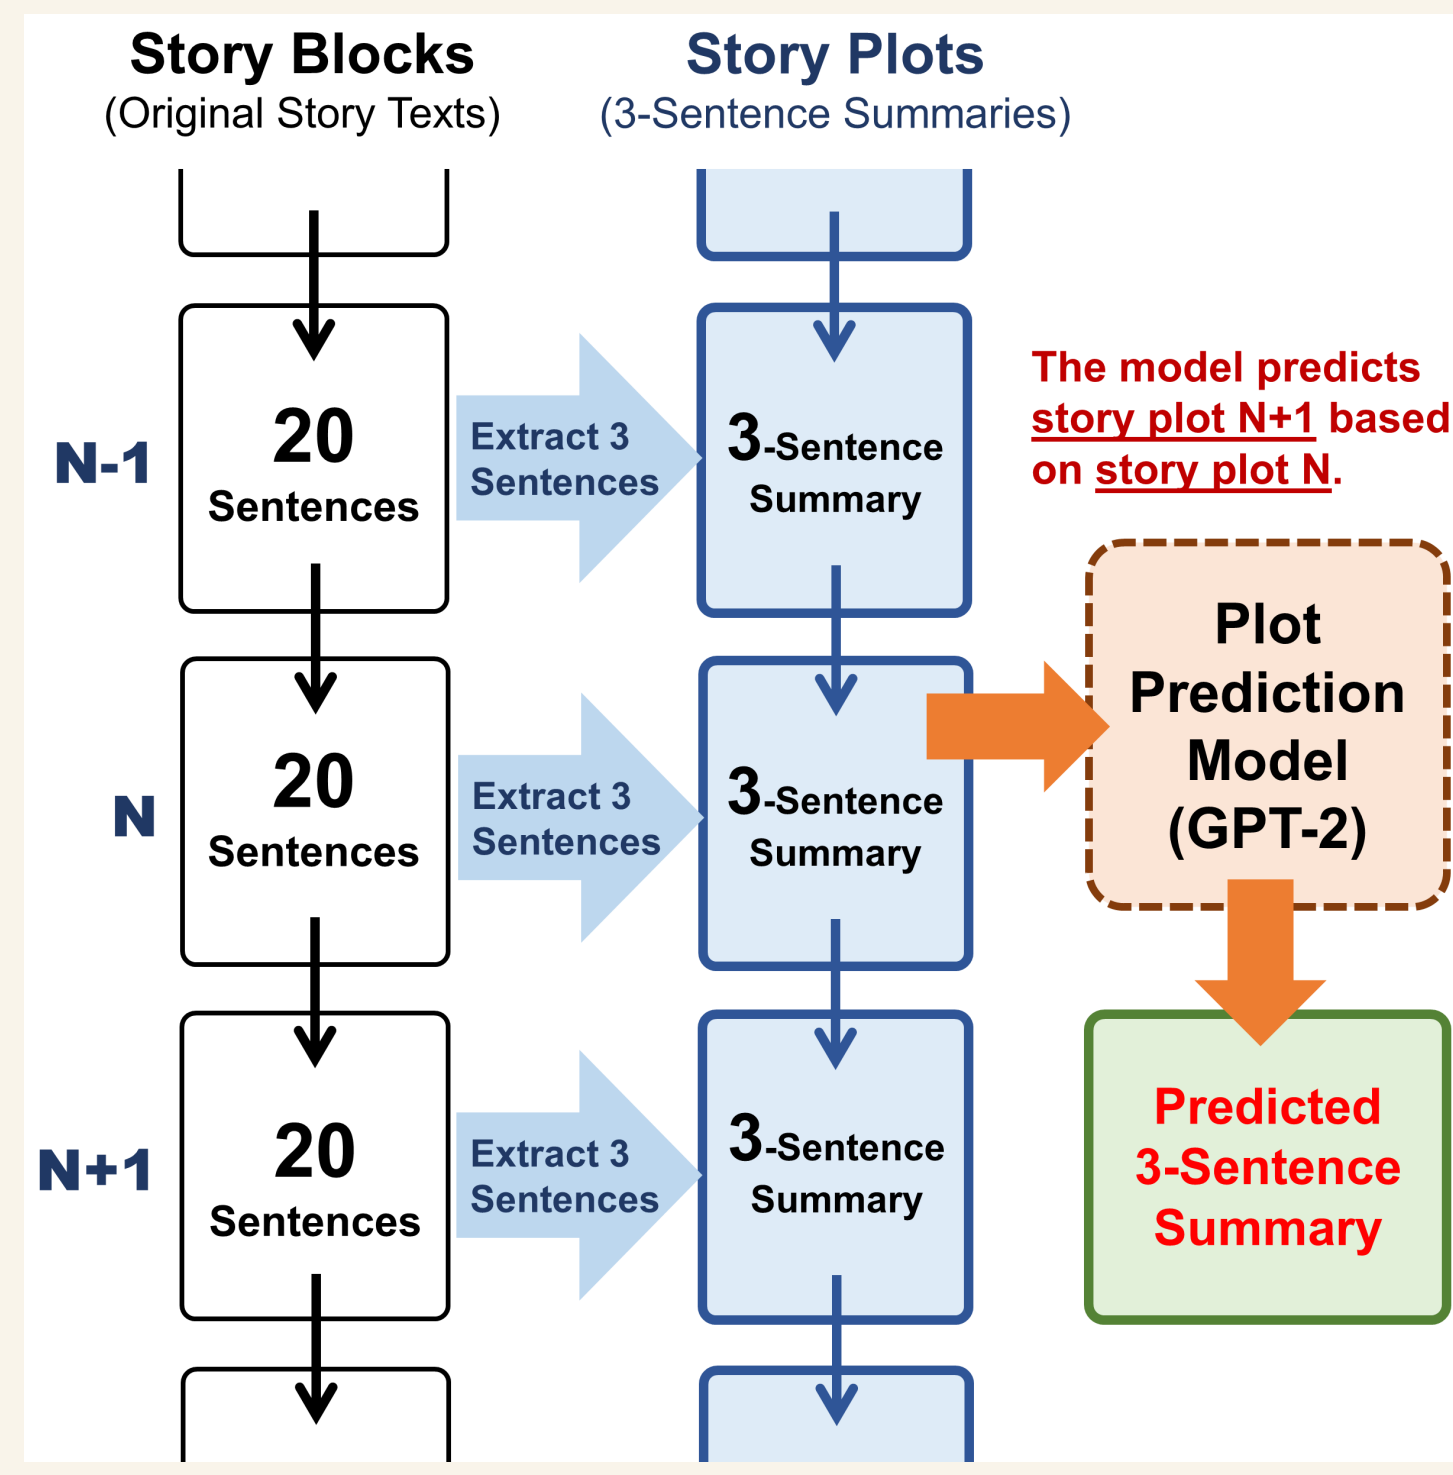 Story Blocks
(Original Story Texts)
Story Plots
(3-Sentence Summaries)
N-1
20
Sentences
Extract 3
Sentences
3-Sentence
Summary
The model predicts
story plot N+1 based
on story plot N.
N
20
Sentences
Extract 3
Sentences
3-Sentence
Summary
Plot
Prediction
Model
(GPT-2)
N+1
20
Sentences
Extract 3
Sentences
3-Sentence
Summary
Predicted
3-Sentence
Summary